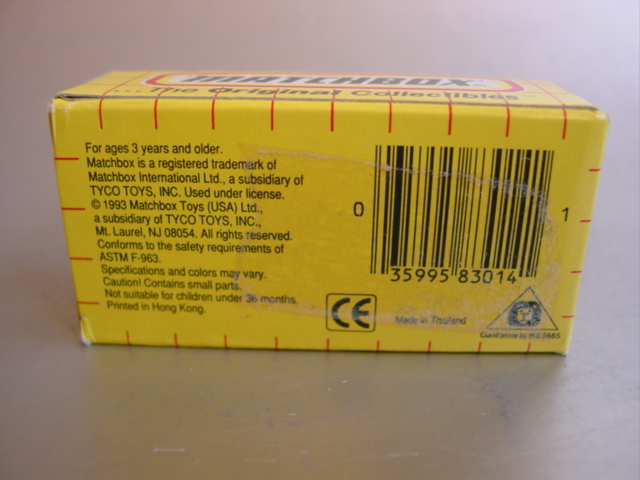 MATCHBOX®
...The Original Collectibles™
For ages 3 years and older.
Matchbox is a registered trademark of
Matchbox International Ltd., a subsidiary of
TYCO TOYS, INC. Used under license.
© 1993 Matchbox Toys (USA) Ltd.,
a subsidiary of TYCO TOYS, INC.,
Mt. Laurel, NJ 08054. All rights reserved.
Conforms to the safety requirements of
ASTM F-963.
Specifications and colors may vary.
Caution! Contains small parts.
Not suitable for children under 36 months.
Printed in Hong Kong.
0 35995 83014 1
CE
Made in Thailand
Conforms to BS5665